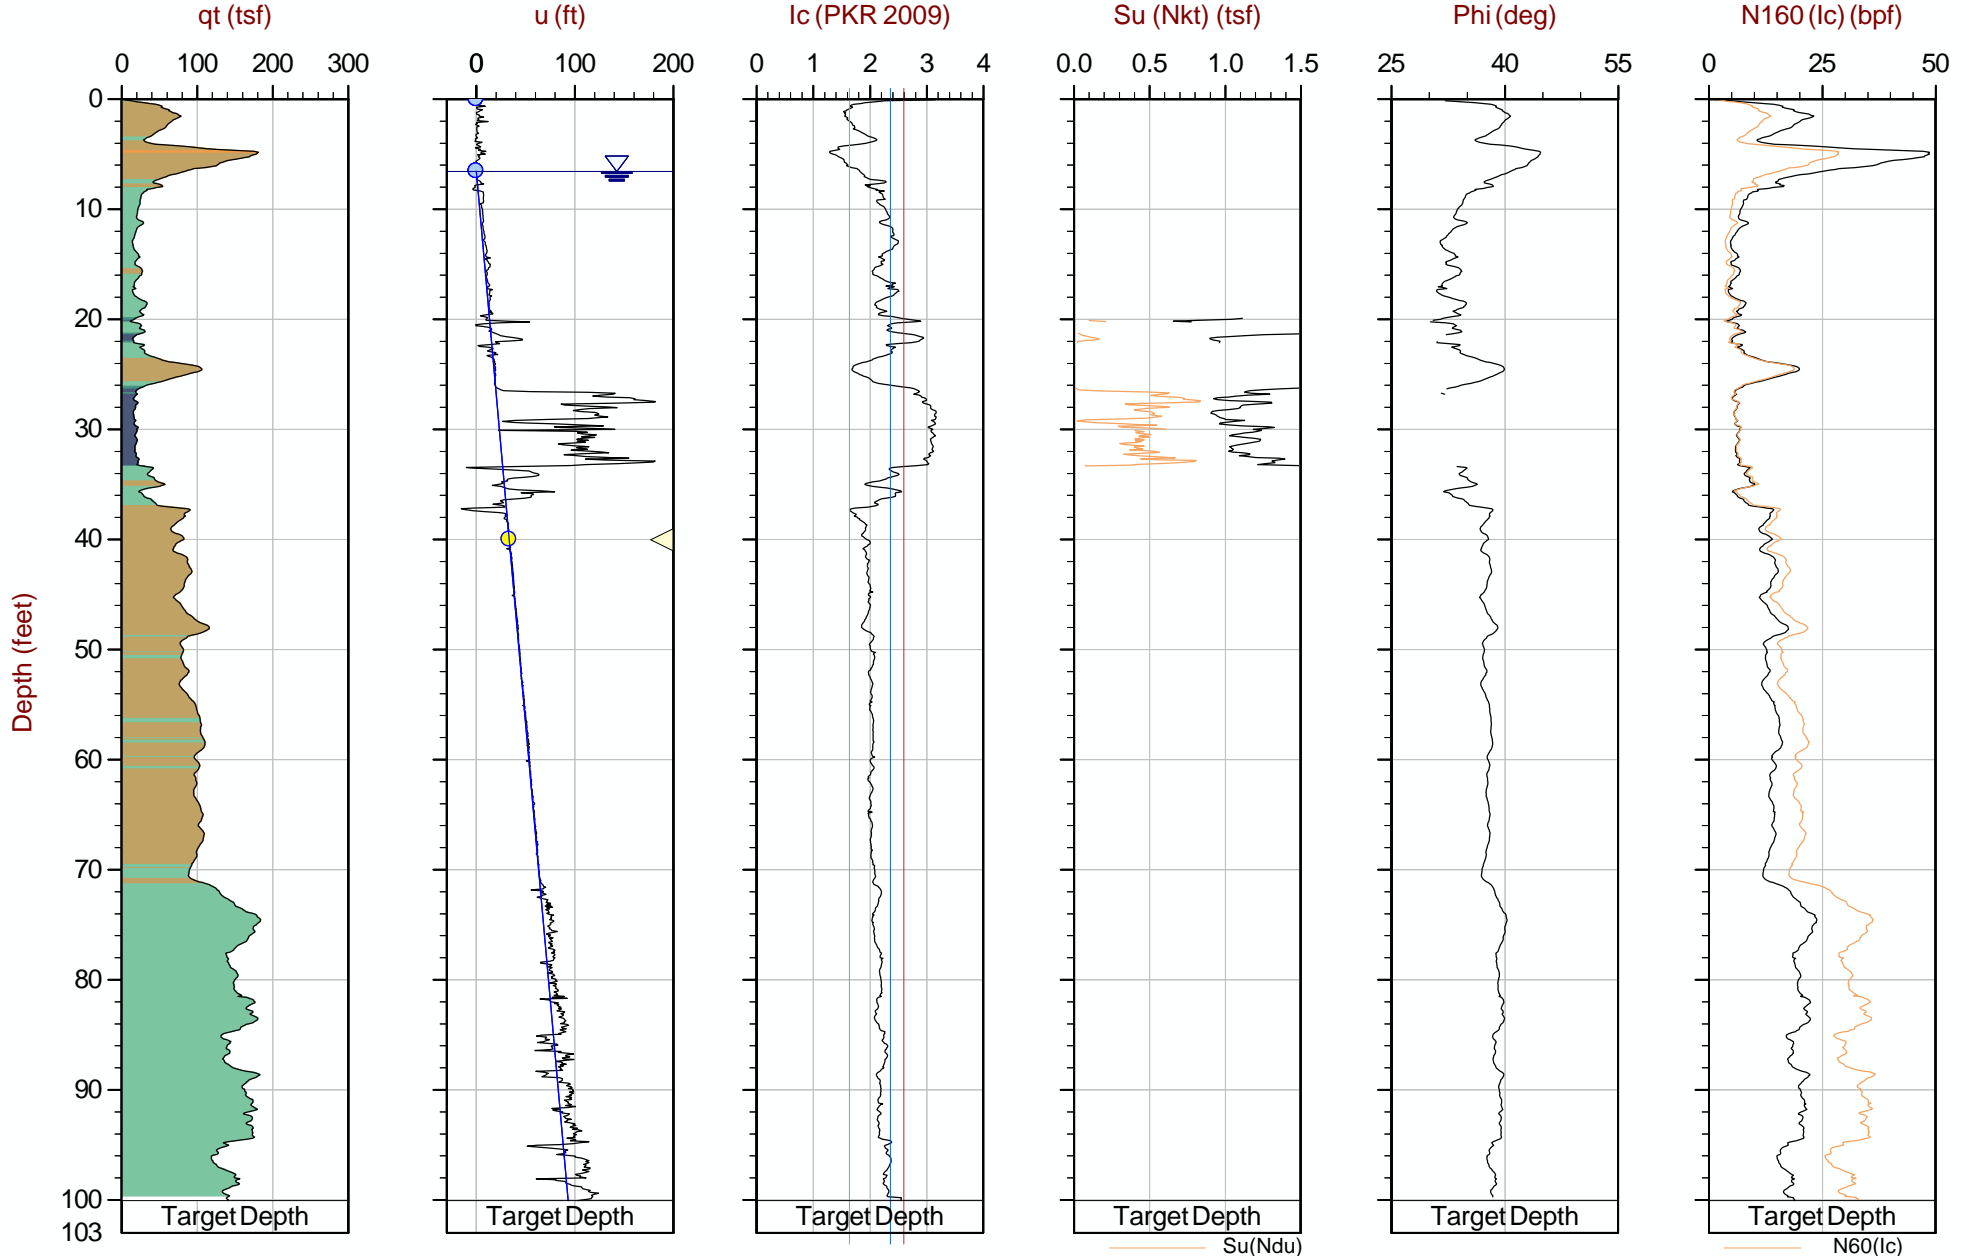 qt (tsf) u (ft) Ic (PKR 2009) Su (Nkt) (tsf) Phi (deg) N160 (Ic) (bpf)
0 100 200 300 0 100 200 0 1 2 3 4 0.0 0.5 1.0 1.5 25 40 55 0 25 50
0
10
20
30
40
50
60
70
80
90
100
103
Depth (feet)
Target Depth Target Depth Target Depth Target Depth Target Depth Target Depth
Su(Ndu) N60(Ic)